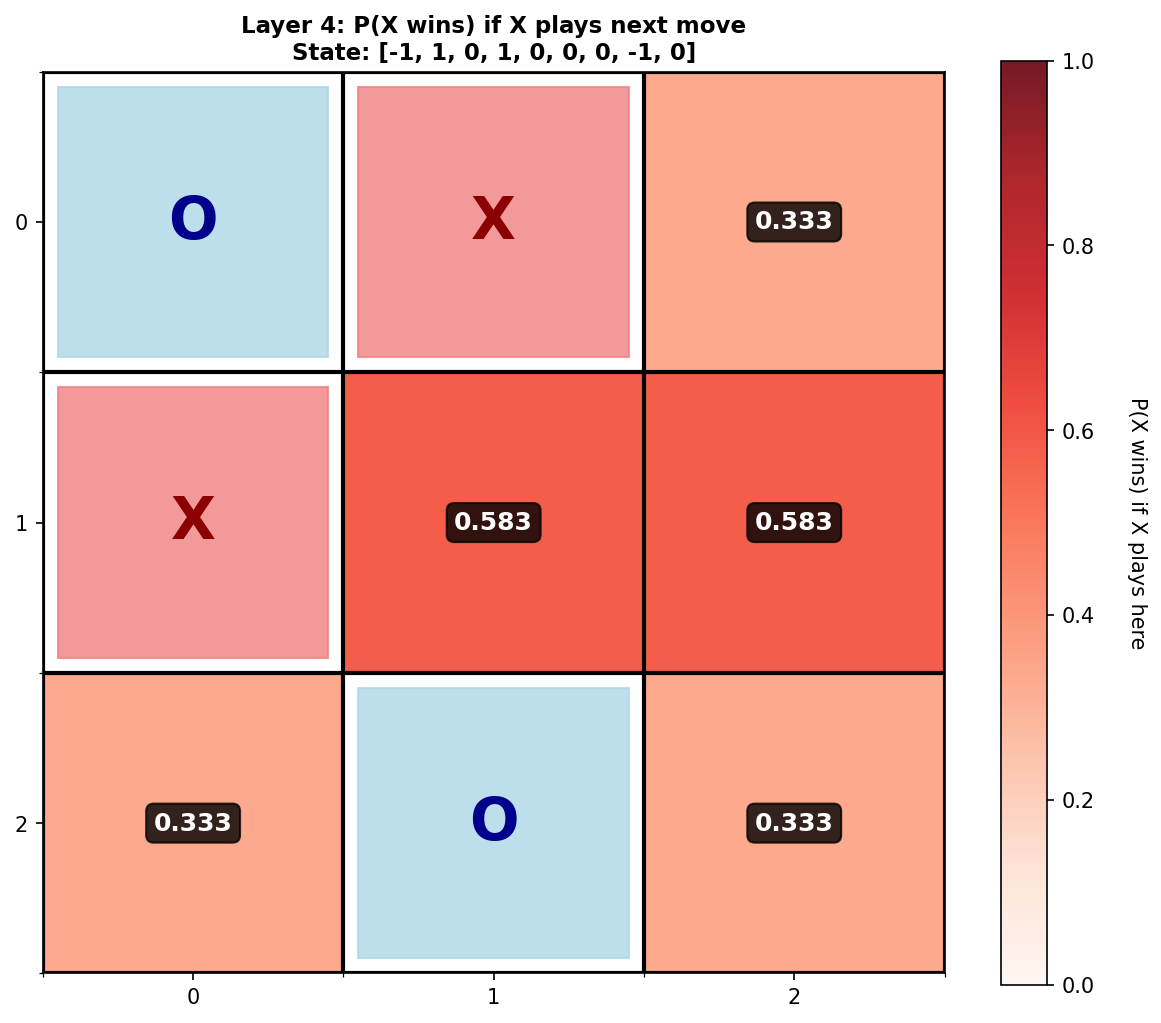 Layer 4: P(X wins) if X plays next move
State: [-1, 1, 0, 1, 0, 0, 0, -1, 0]
0
O
X
0.333
1
X
0.583
0.583
2
0.333
O
0.333
0
1
2
1.0
0.8
0.6
0.4
0.2
0.0
P(X wins) if X plays here